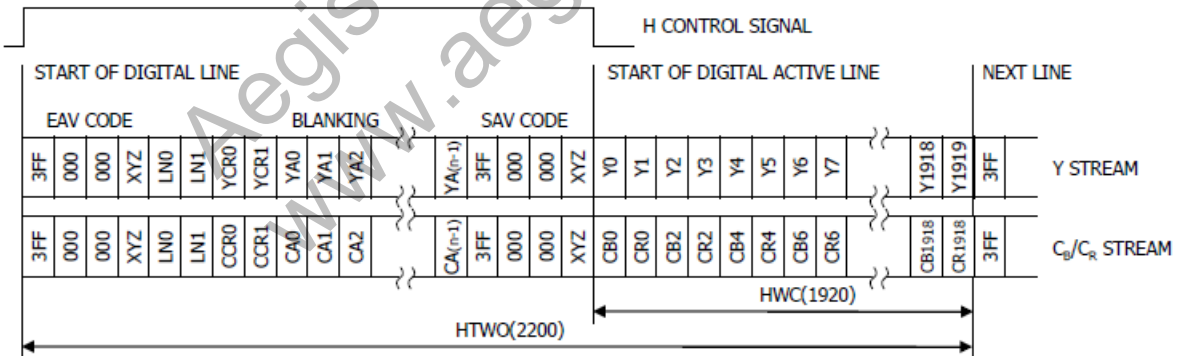 H CONTROL SIGNAL
START OF DIGITAL LINE
START OF DIGITAL ACTIVE LINE
NEXT LINE
EAV CODE
BLANKING
SAV CODE
3FF 000 000 XYZ LN0 LN1 YCR0 YCR1 YA0 YA1 YA2 YA(n-1) 3FF 000 000 XYZ Y0 Y1 Y2 Y3 Y4 Y5 Y6 Y7 Y1918 Y1919 3FF
Y STREAM
3FF 000 000 XYZ LN0 LN1 CCR0 CCR1 CA0 CA1 CA2 CA(n-1) 3FF 000 000 XYZ CB0 CR0 CB2 CR2 CB4 CR4 CB6 CR6 CB1918 CR1918 3FF
CB/CR STREAM
HWC(1920)
HTWO(2200)
Aegis
www.aeg